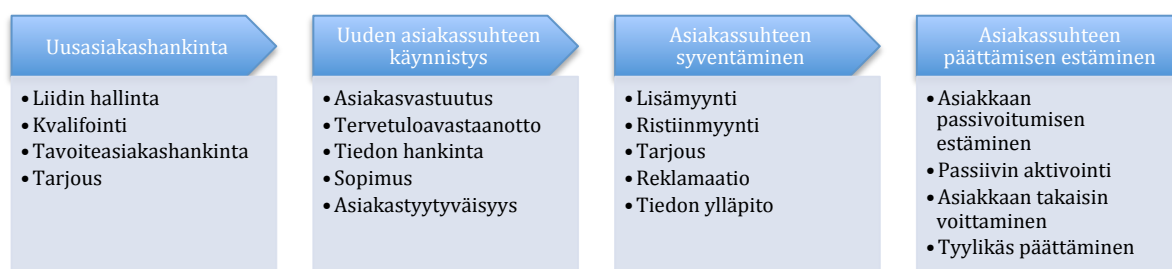 Uusasiakashankinta
• Liidin hallinta
• Kvalifointi
• Tavoiteasiakashankinta
• Tarjous
Uuden asiakassuhteen
käynnistys
• Asiakasvastuutus
• Tervetuloavastaanotto
• Tiedon hankinta
• Sopimus
• Asiakastyytyväisyys
Asiakassuhteen
syventäminen
• Lisämyynti
• Ristiinmyynti
• Tarjous
• Reklamaatio
• Tiedon ylläpito
Asiakassuhteen
päättämisen estäminen
• Asiakkaan
passivoitumisen
estäminen
• Passiivin aktivointi
• Asiakkaan takaisin
voittaminen
• Tyylikäs päättäminen